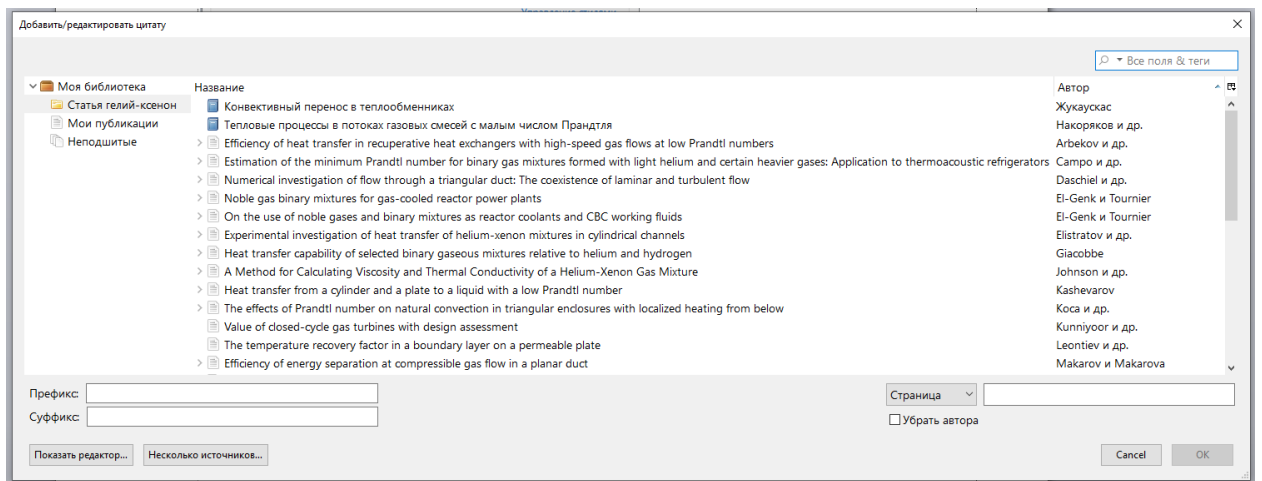 Добавить/редактировать цитату
Все поля & теги
Моя библиотека
Статья гелий-ксенон
Мои публикации
Неподшитые
Название Автор
Конвективный перенос в теплообменниках Жукаускас
Тепловые процессы в потоках газовых смесей с малым числом Прандтля Накоряков и др.
Efficiency of heat transfer in recuperative heat exchangers with high-speed gas flows at low Prandtl numbers Arbekov и др.
Estimation of the minimum Prandtl number for binary gas mixtures formed with light helium and certain heavier gases: Application to thermoacoustic refrigerators Campo и др.
Numerical investigation of flow through a triangular duct: The coexistence of laminar and turbulent flow Daschiel и др.
Noble gas binary mixtures for gas-cooled reactor power plants El-Genk и Tournier
On the use of noble gases and binary mixtures as reactor coolants and CBC working fluids El-Genk и Tournier
Experimental investigation of heat transfer of helium-xenon mixtures in cylindrical channels Elistratov и др.
Heat transfer capability of selected binary gaseous mixtures relative to helium and hydrogen Giacobbe
A Method for Calculating Viscosity and Thermal Conductivity of a Helium-Xenon Gas Mixture Johnson и др.
Heat transfer from a cylinder and a plate to a liquid with a low Prandtl number Kashevarov
The effects of Prandtl number on natural convection in triangular enclosures with localized heating from below Koca и др.
Value of closed-cycle gas turbines with design assessment Kunniyoor и др.
The temperature recovery factor in a boundary layer on a permeable plate Leontiev и др.
Efficiency of energy separation at compressible gas flow in a planar duct Makarov и Makarova
Префикс:
Страница
Суффикс:
Убрать автора
Показать редактор... Несколько источников... Cancel OK